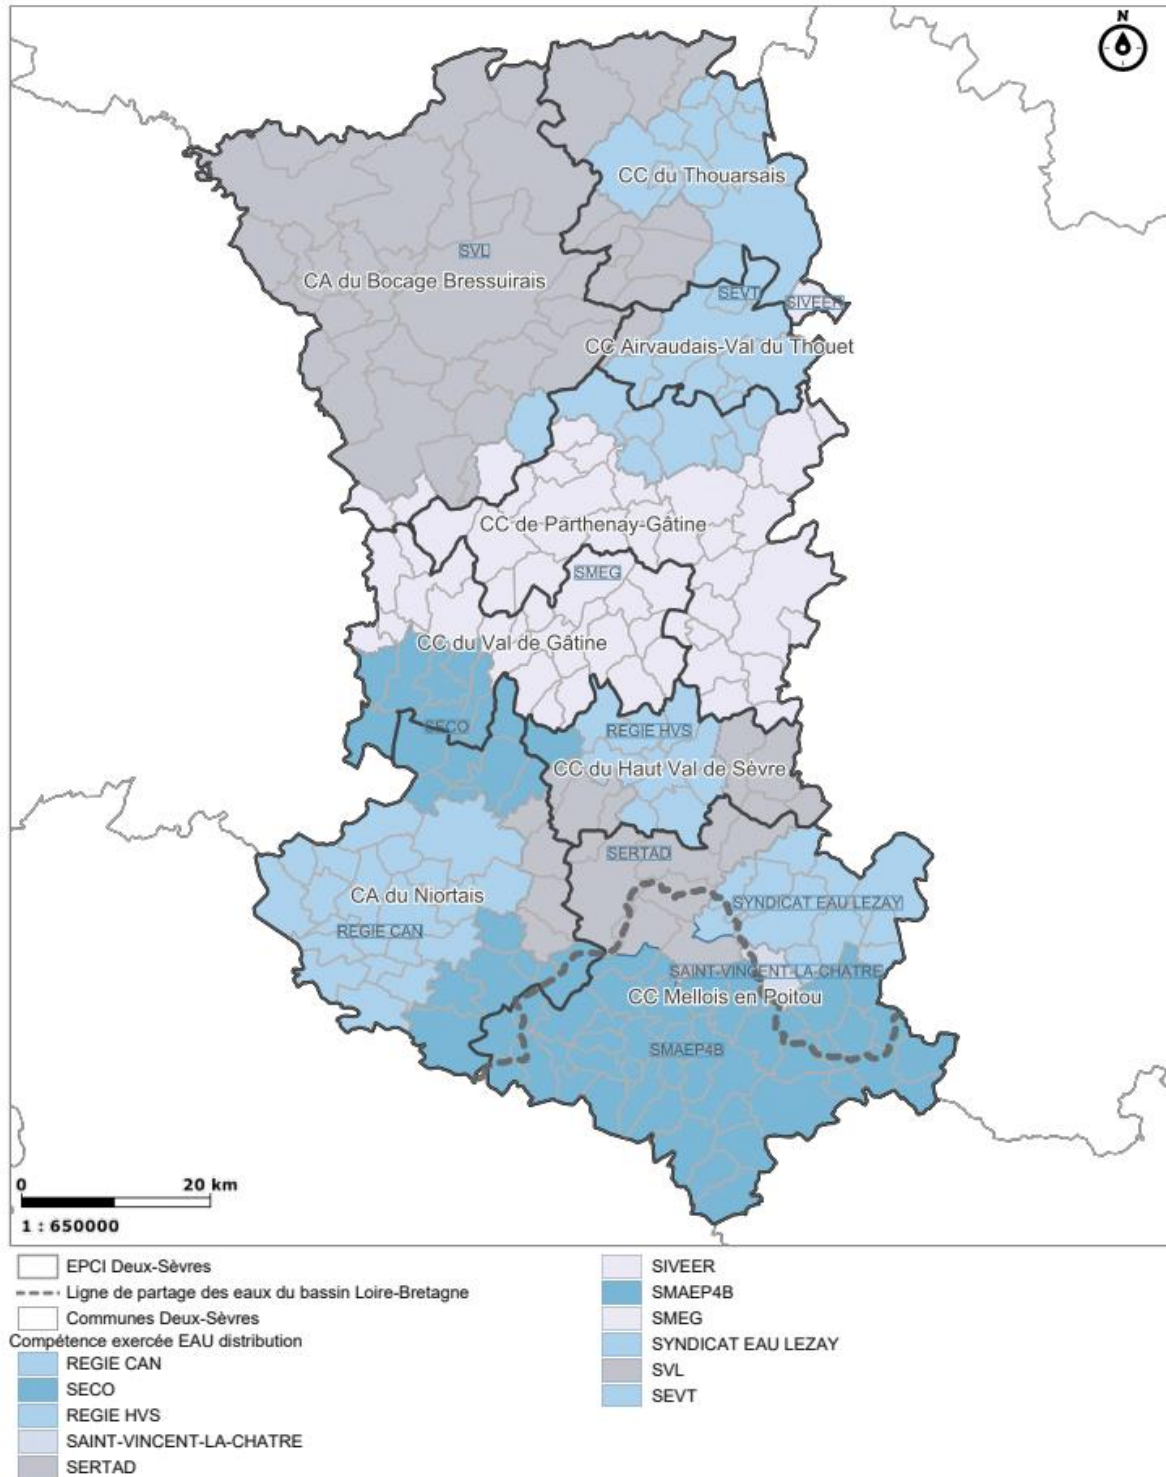 N
CC du Thouarsais
SVL
CA du Bocage Bressuirais
SEVT
SIVEER
CC Airvaudais-Val du Thouet
CC de Parthenay-Gâtine
SMEG
CC du Val de Gâtine
SECO
REGIE HVS
CC du Haut Val de Sèvre
SERTAD
CA du Niortais
SYNDICAT EAU LEZAY
REGIE CAN
SAINT-VINCENT-LA-CHATRE
CC Mellois en Poitou
SMAEP4B
0 20 km
1 : 650000
EPCI Deux-Sèvres
Ligne de partage des eaux du bassin Loire-Bretagne
Communes Deux-Sèvres
Compétence exercée EAU distribution
REGIE CAN
SECO
REGIE HVS
SAINT-VINCENT-LA-CHATRE
SERTAD
SIVEER
SMAEP4B
SMEG
SYNDICAT EAU LEZAY
SVL
SEVT